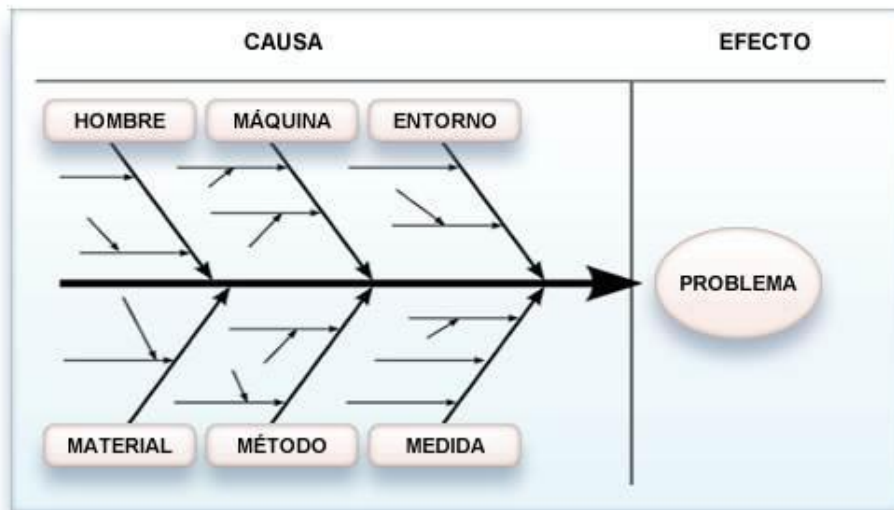 CAUSA
EFECTO
HOMBRE
MÁQUINA
ENTORNO
PROBLEMA
MATERIAL
MÉTODO
MEDIDA